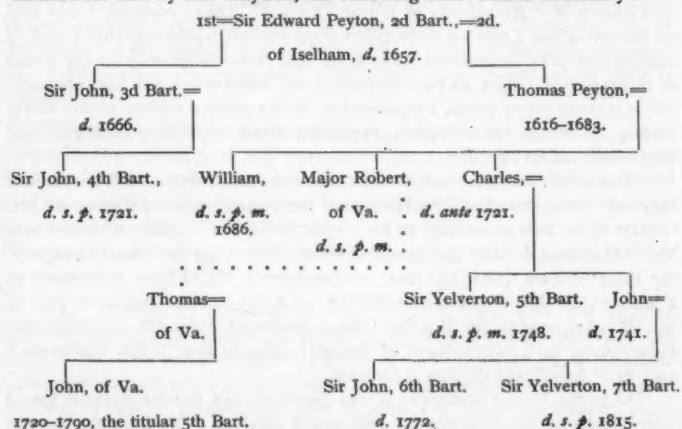 1st=Sir Edward Peyton, 2d Bart.,=2d.
of Iselham, d. 1657.
Sir John, 3d Bart.= Thomas Peyton,=
d. 1666. 1616–1683.
Sir John, 4th Bart., William, Major Robert, Charles,=
d. s. p. 1721. d. s. p. m. of Va. d. ante 1721.
1686. d. s. p. m.
Thomas= Sir Yelverton, 5th Bart. John=
of Va. d. s. p. m. 1748. d. 1741.
John, of Va. Sir John, 6th Bart. Sir Yelverton, 7th Bart.
1720–1790, the titular 5th Bart. d. 1772. d. s. p. 1815.